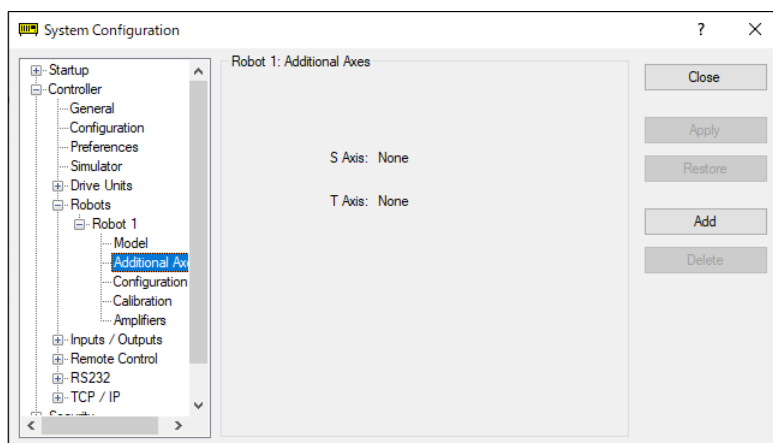 System Configuration
?
Startup
Controller
General
Configuration
Preferences
Simulator
Drive Units
Robots
Robot 1
Model
Additional Ax
Configuration
Calibration
Amplifiers
Inputs / Outputs
Remote Control
RS232
TCP / IP
Security
Robot 1: Additional Axes
S Axis: None
T Axis: None
Close
Apply
Restore
Add
Delete